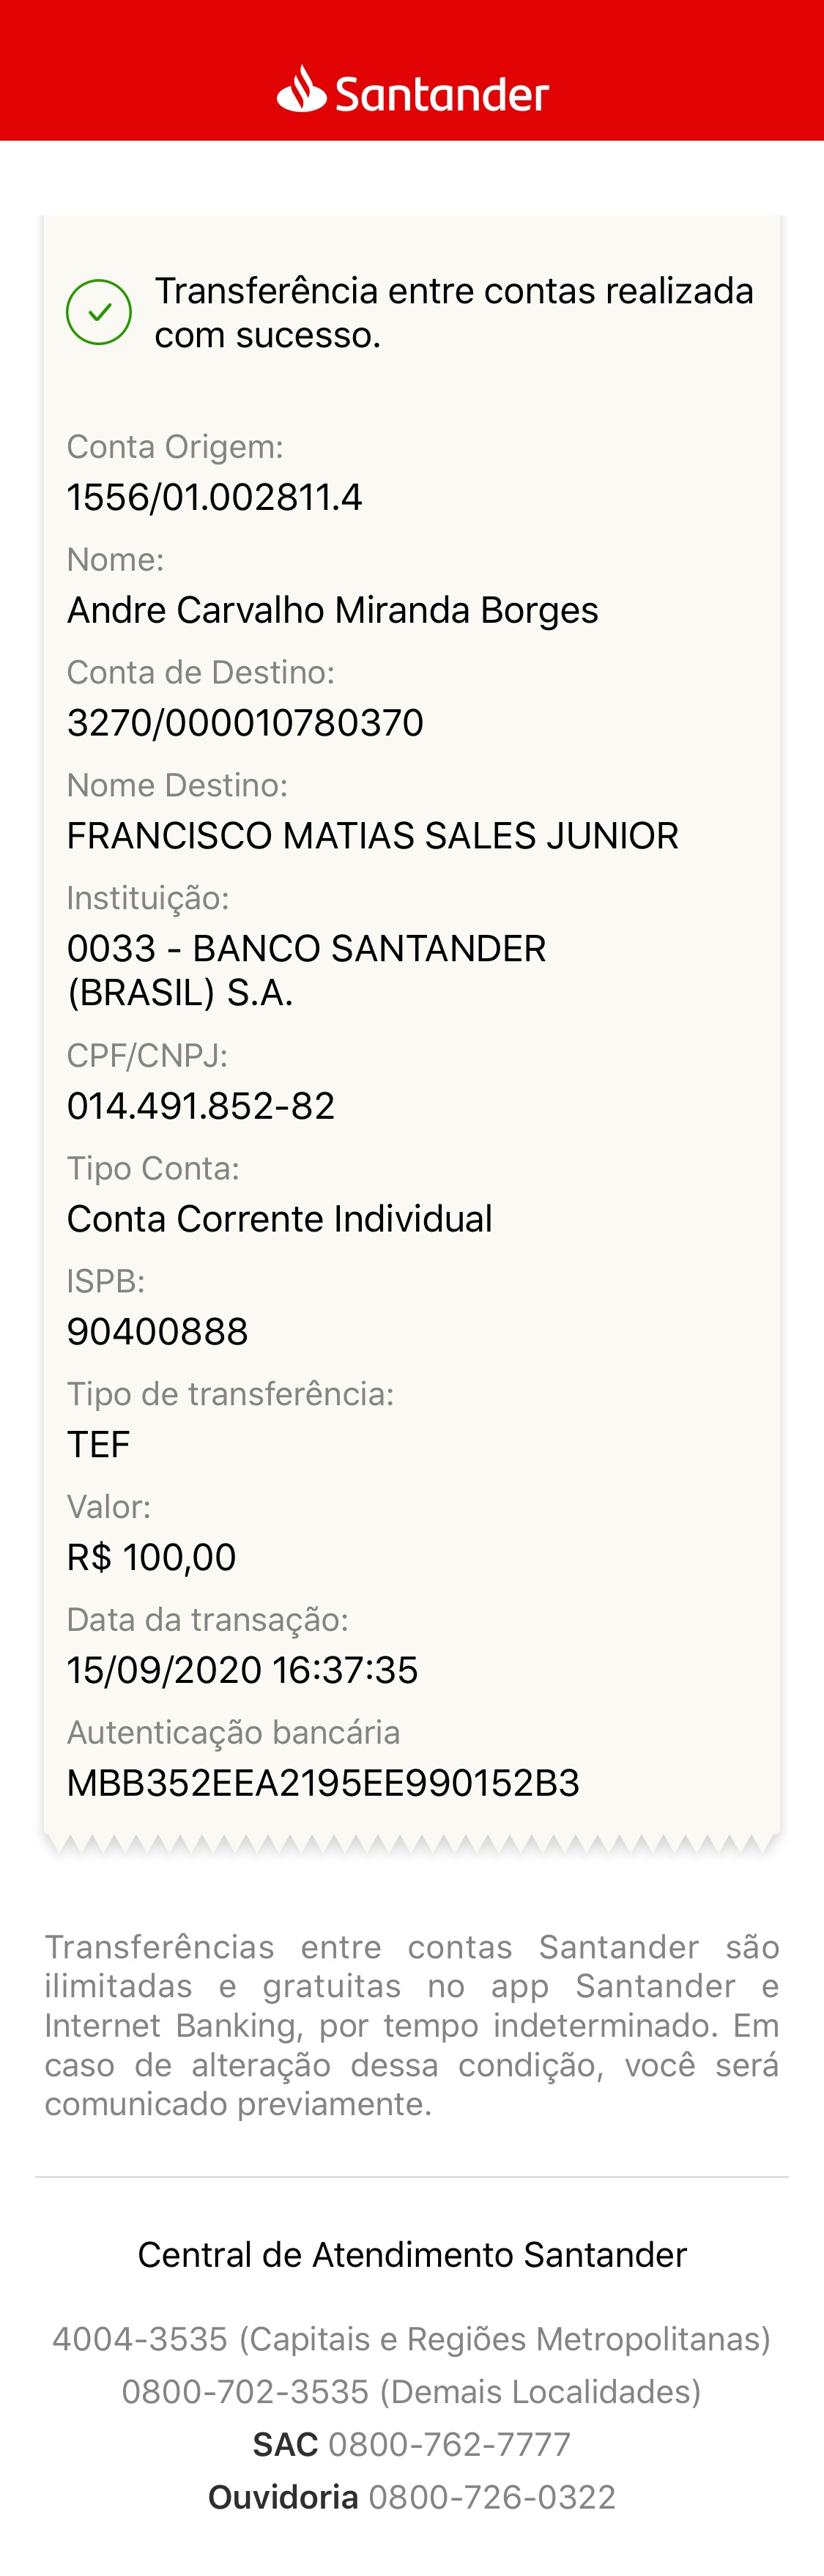 Santander
Transferência entre contas realizada
com sucesso.
Conta Origem:
1556/01.002811.4
Nome:
Andre Carvalho Miranda Borges
Conta de Destino:
3270/000010780370
Nome Destino:
FRANCISCO MATIAS SALES JUNIOR
Instituição:
0033 - BANCO SANTANDER
(BRASIL) S.A.
CPF/CNPJ:
014.491.852-82
Tipo Conta:
Conta Corrente Individual
ISPB:
90400888
Tipo de transferência:
TEF
Valor:
R$ 100,00
Data da transação:
15/09/2020 16:37:35
Autenticação bancária
MBB352EEA2195EE990152B3
Transferências entre contas Santander são
ilimitadas e gratuitas no app Santander e
Internet Banking, por tempo indeterminado. Em
caso de alteração dessa condição, você será
comunicado previamente.
Central de Atendimento Santander
4004-3535 (Capitais e Regiões Metropolitanas)
0800-702-3535 (Demais Localidades)
SAC 0800-762-7777
Ouvidoria 0800-726-0322